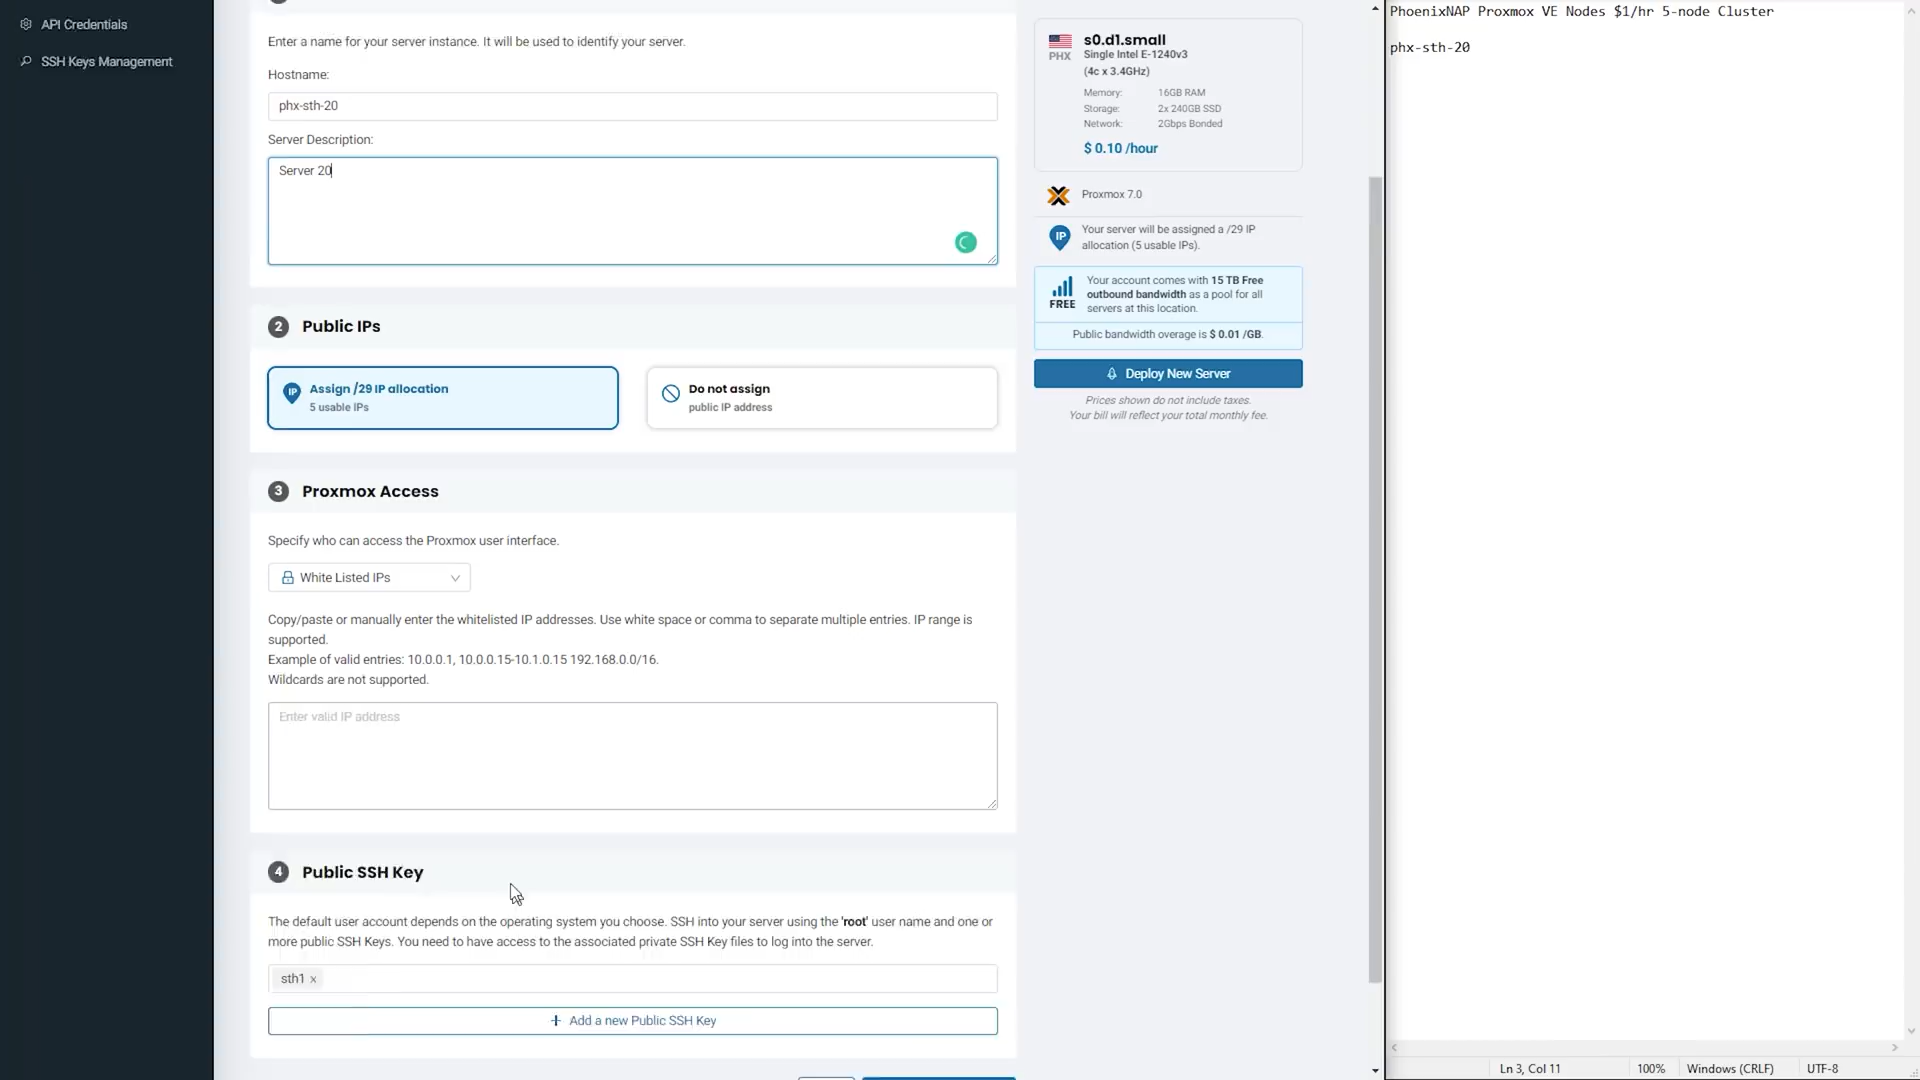 API Credentials
SSH Keys Management
Enter a name for your server instance. It will be used to identify your server.
Hostname:
phx-sth-20
Server Description:
Server 20
2 Public IPs
IP Assign /29 IP allocation
5 usable IPs
Do not assign
public IP address
3 Proxmox Access
Specify who can access the Proxmox user interface.
White Listed IPs
Copy/paste or manually enter the whitelisted IP addresses. Use white space or comma to separate multiple entries. IP range is
supported.
Example of valid entries: 10.0.0.1, 10.0.0.15-10.1.0.15 192.168.0.0/16.
Wildcards are not supported.
Enter valid IP address
4 Public SSH Key
The default user account depends on the operating system you choose. SSH into your server using the 'root' user name and one or
more public SSH Keys. You need to have access to the associated private SSH Key files to log into the server.
sth1 x
+ Add a new Public SSH Key
PHX
s0.d1.small
Single Intel E-1240v3
(4c x 3.4GHz)
Memory: 16GB RAM
Storage: 2x 240GB SSD
Network: 2Gbps Bonded
$ 0.10 /hour
Proxmox 7.0
IP
Your server will be assigned a /29 IP
allocation (5 usable IPs).
FREE
Your account comes with 15 TB Free
outbound bandwidth as a pool for all
servers at this location.
Public bandwidth overage is $ 0.01 /GB.
Deploy New Server
Prices shown do not include taxes.
Your bill will reflect your total monthly fee.
PhoenixNAP Proxmox VE Nodes $1/hr 5-node Cluster
phx-sth-20
Ln 3, Col 11
100%
Windows (CRLF)
UTF-8